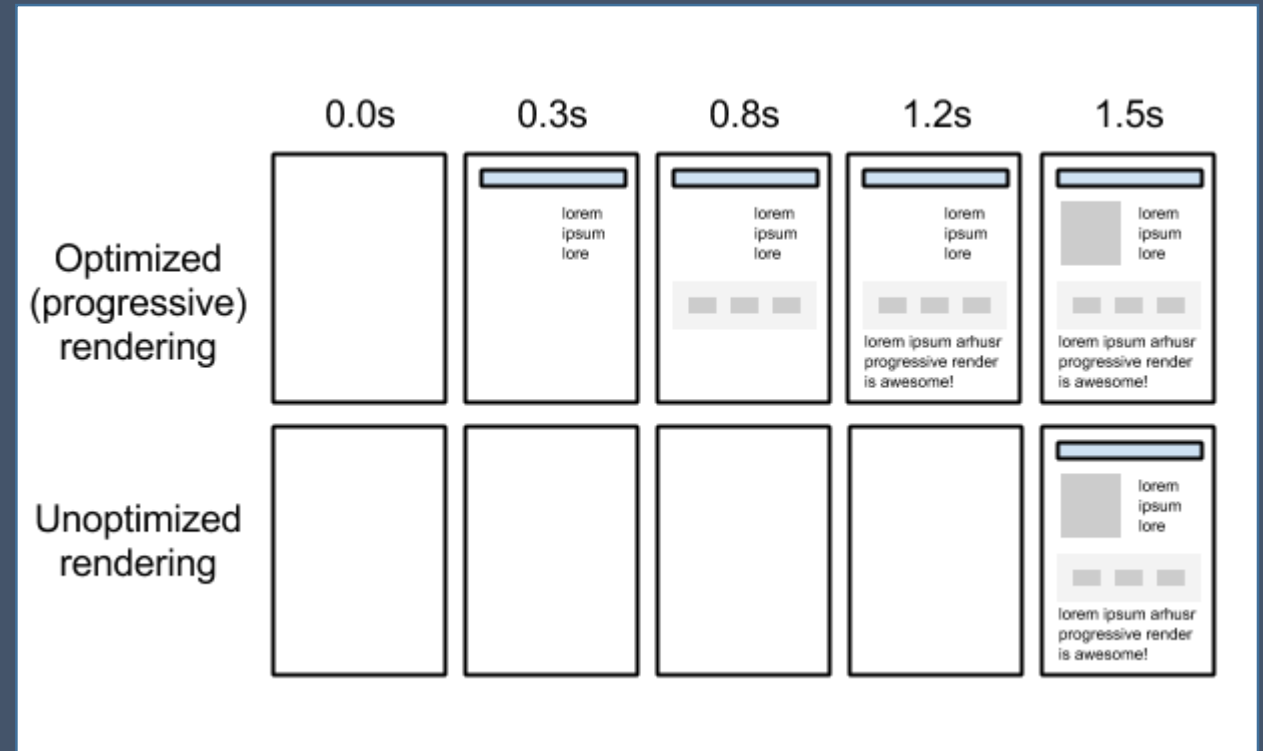 0.0s 0.3s 0.8s 1.2s 1.5s
Optimized
(progressive)
rendering
lorem
ipsum
lore
lorem
ipsum
lore
lorem
ipsum
lore
lorem ipsum arhusr
progressive render
is awesome!
lorem
ipsum
lore
lorem ipsum arhusr
progressive render
is awesome!
Unoptimized
rendering
lorem
ipsum
lore
lorem ipsum arhusr
progressive render
is awesome!